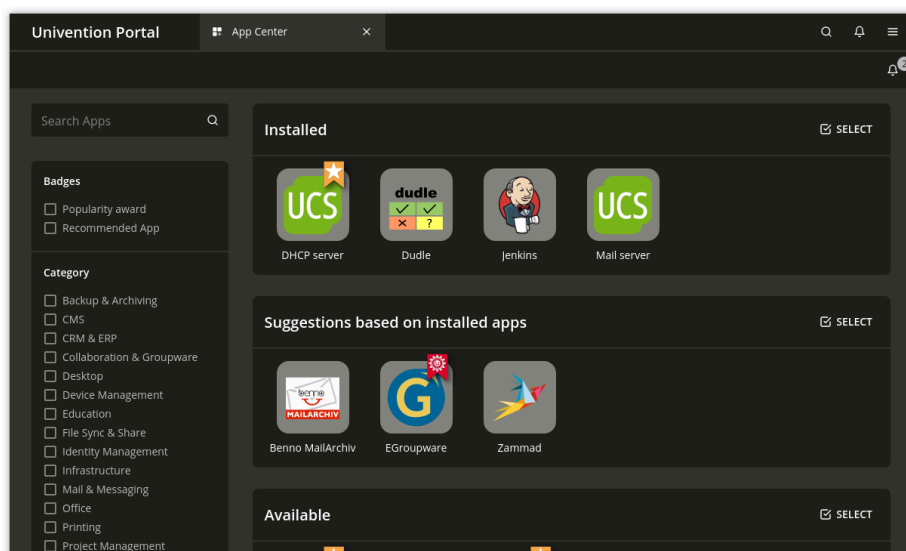 Univention Portal
App Center
2
Search Apps
Badges
Popularity award
Recommended App
Category
Backup & Archiving
CMS
CRM & ERP
Collaboration & Groupware
Desktop
Device Management
Education
File Sync & Share
Identity Management
Infrastructure
Mail & Messaging
Office
Printing
Project Management
Installed
SELECT
UCS
dudle
?
UCS
DHCP server
Dudle
Jenkins
Mail server
Suggestions based on installed apps
SELECT
benno
MAILARCHIV
G
Benno MailArchiv
EGroupware
Zammad
Available
SELECT